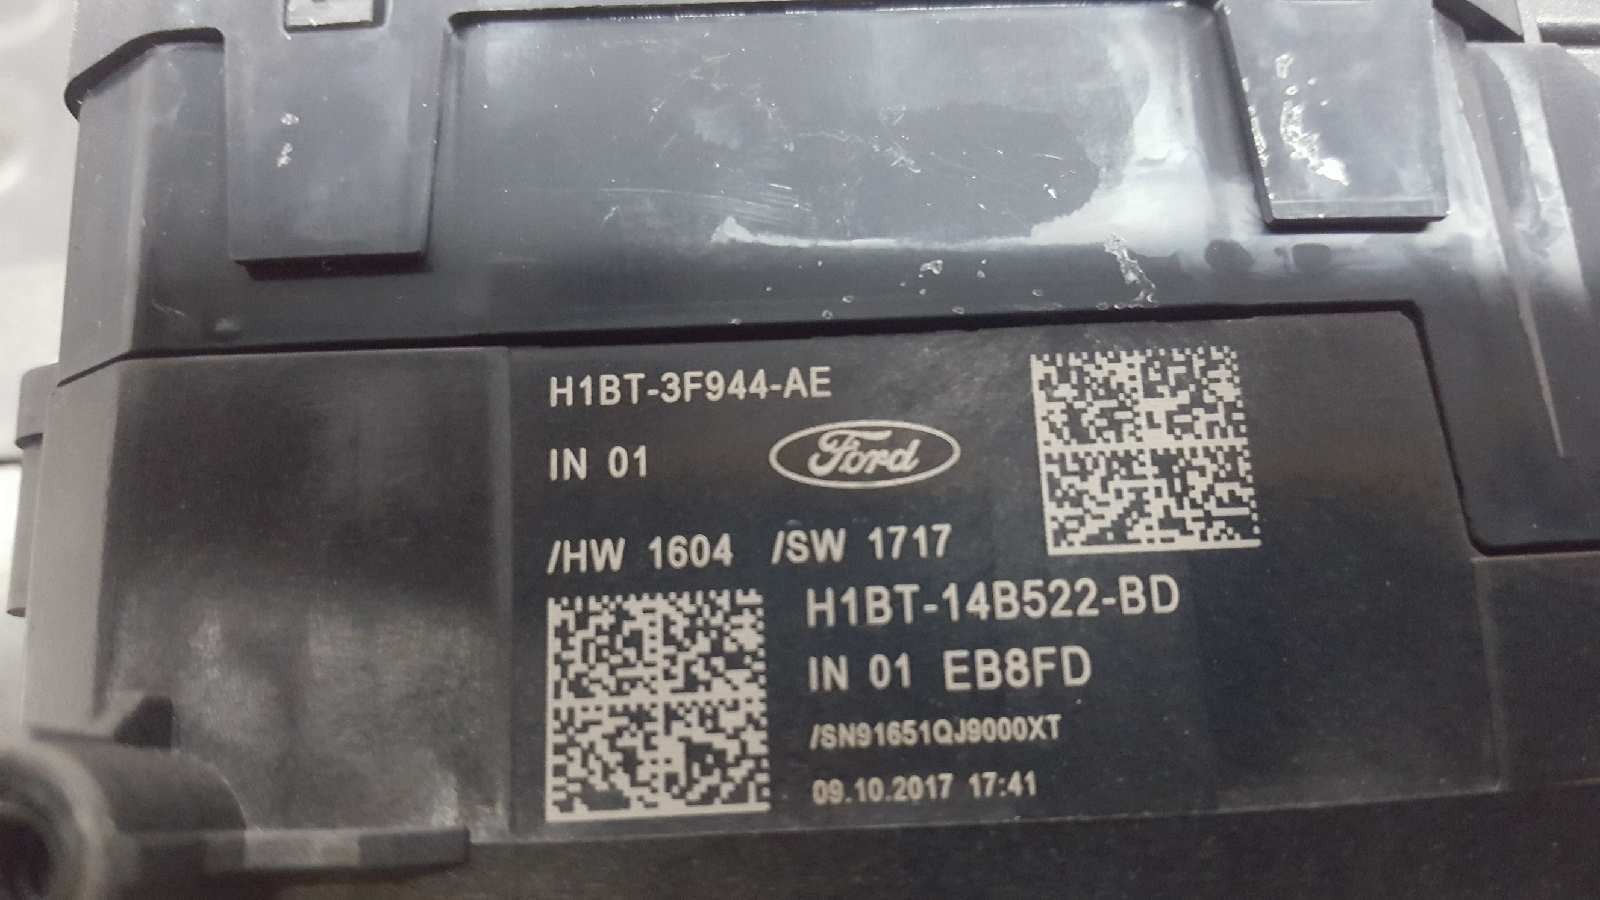 H1BT-3F944-AE
IN 01
Ford
/HW 1604 /SW 1717
H1BT-14B522-BD
IN 01 EB8FD
/SN91651QJ9000XT
09.10.2017 17:41